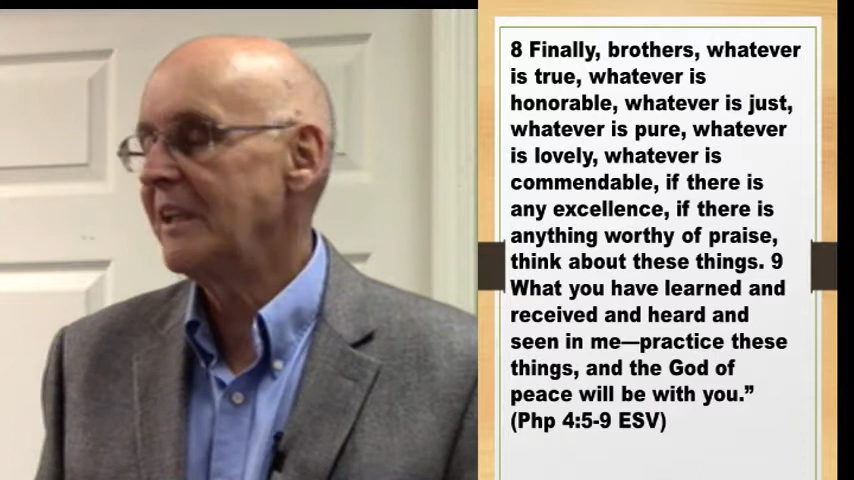 8 Finally, brothers, whatever
is true, whatever is
honorable, whatever is just,
whatever is pure, whatever
is lovely, whatever is
commendable, if there is
any excellence, if there is
anything worthy of praise,
think about these things. 9
What you have learned and
received and heard and
seen in me—practice these
things, and the God of
peace will be with you.”
(Php 4:5-9 ESV)